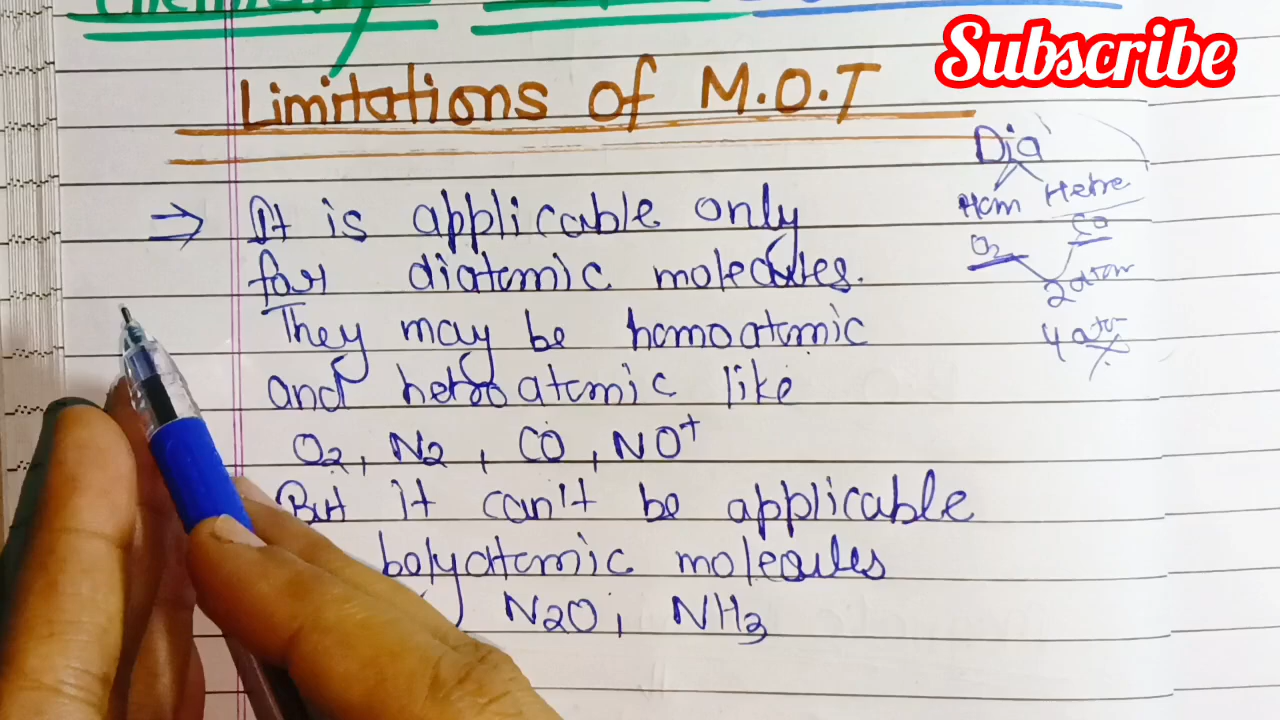 Subscribe
Limitations of M.O.T
⇒ It is applicable only
for diatomic molecules.
They may be homoatomic
and hetroatomic like
O2, N2, CO, NO+
But it can't be applicable
polyatomic molecules
N2O, NH3
Dia
Hom Hetre
O2 CO
2 atom
4 atom